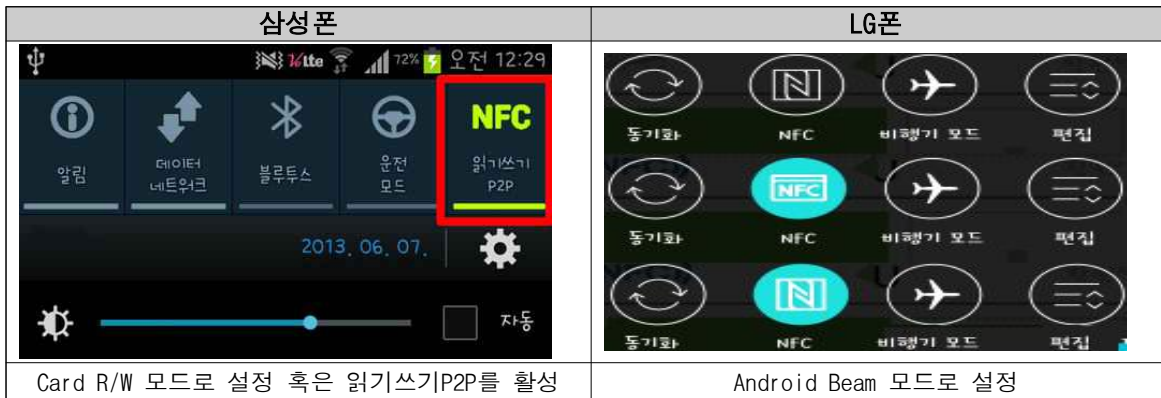 삼성폰
LG폰
VoLTE 72% 오전 12:29
NFC
알림
데이터
네트워크
블루투스
운전
모드
읽기쓰기
P2P
2013. 06. 07.
자동
동기화 NFC 비행기 모드 편집
NFC
동기화 NFC 비행기 모드 편집
동기화 NFC 비행기 모드 편집
Card R/W 모드로 설정 혹은 읽기쓰기P2P를 활성
Android Beam 모드로 설정